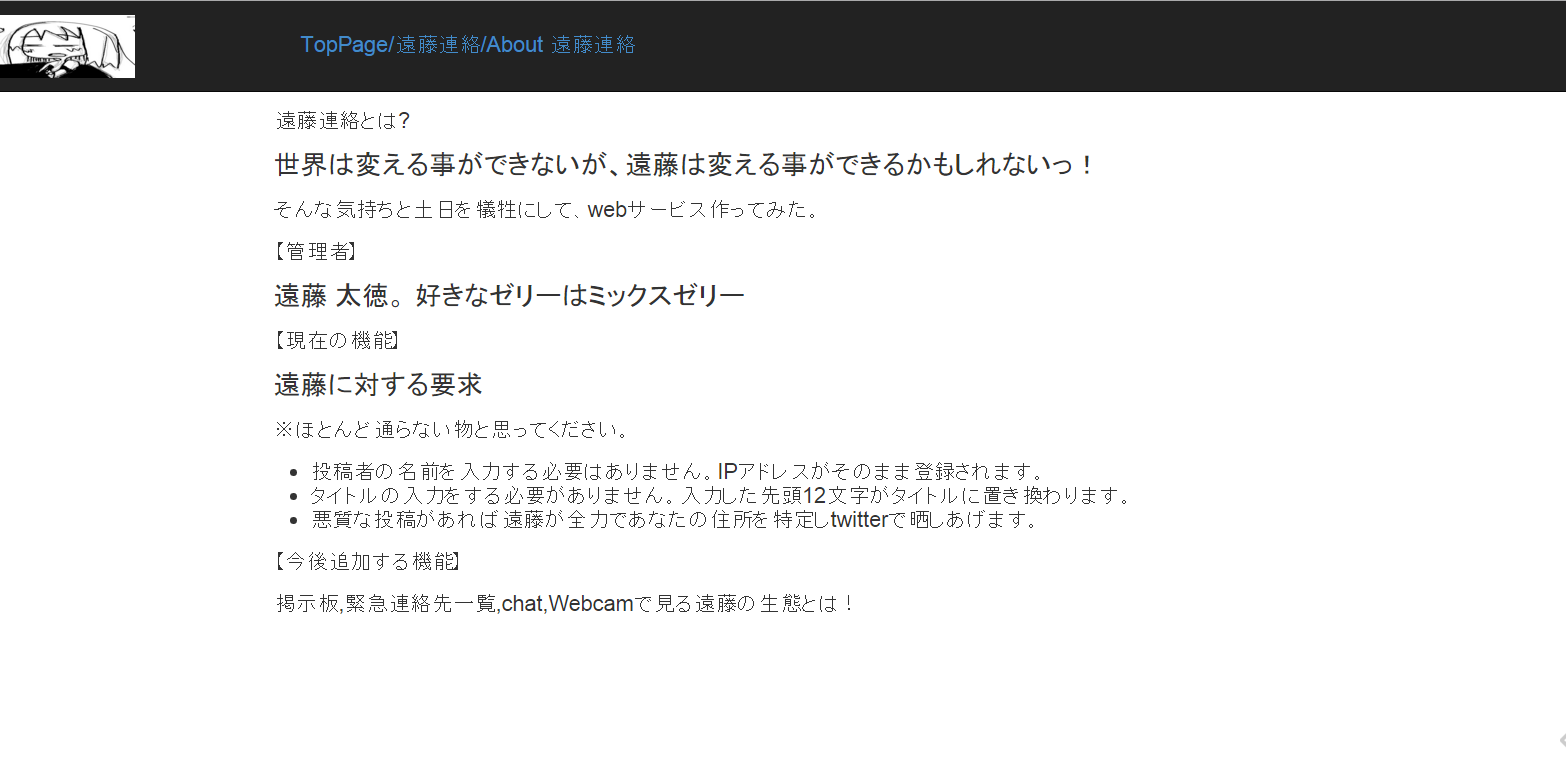 TopPage/遠藤連絡/About 遠藤連絡
遠藤連絡とは?
世界は変える事ができないが、遠藤は変える事ができるかもしれないっ！
そんな気持ちと土日を犠牲にして、webサービス作ってみた。
【管理者】
遠藤 太徳。好きなゼリーはミックスゼリー
【現在の機能】
遠藤に対する要求
※ほとんど通らない物と思ってください。
• 投稿者の名前を入力する必要はありません。IPアドレスがそのまま登録されます。
• タイトルの入力をする必要がありません。入力した先頭12文字がタイトルに置き換わります。
• 悪質な投稿があれば遠藤が全力であなたの住所を特定しtwitterで晒しあげます。
【今後追加する機能】
掲示板,緊急連絡先一覧,chat,Webcamで見る遠藤の生態とは！